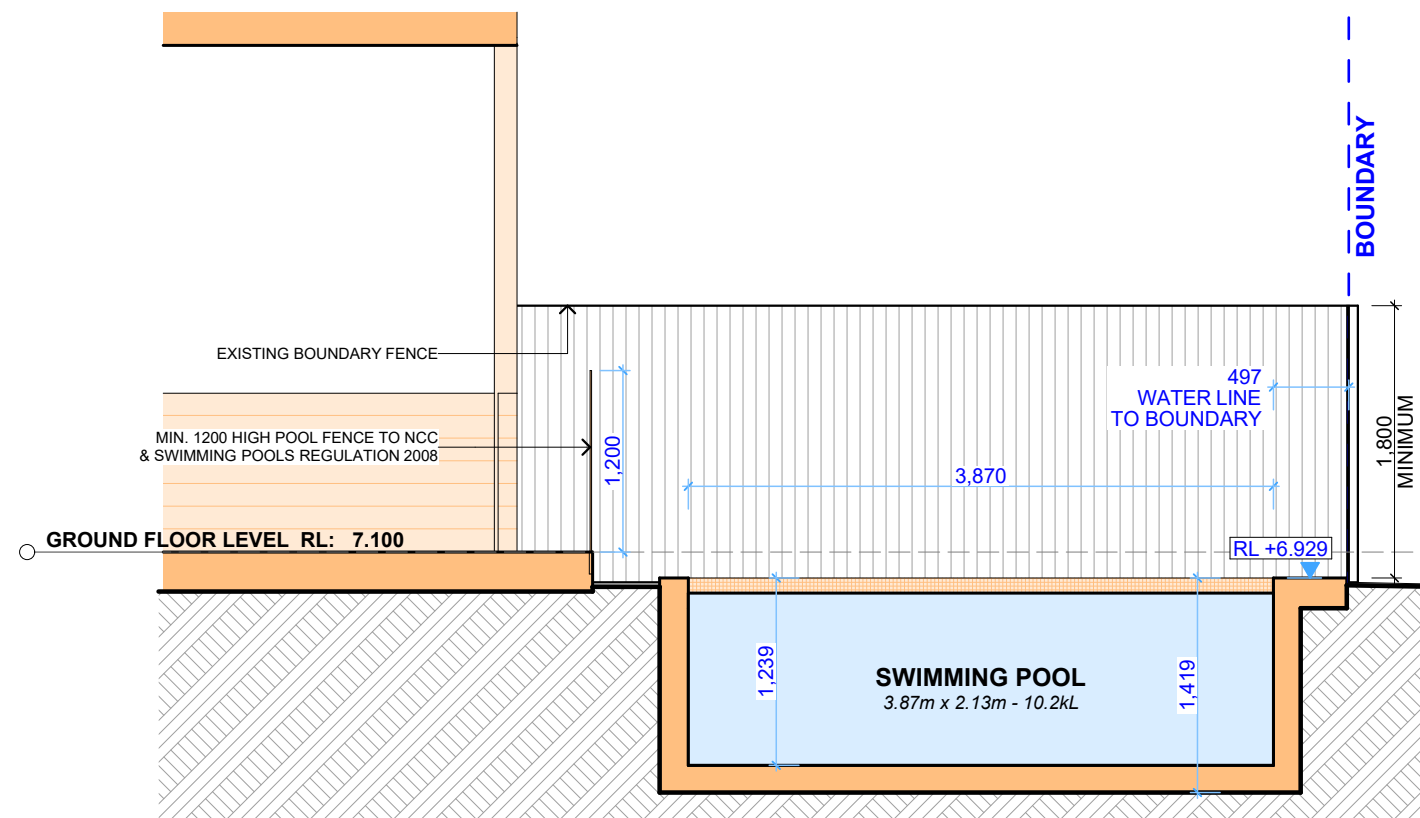 BOUNDARY
EXISTING BOUNDARY FENCE
497
WATER LINE
TO BOUNDARY
1,800
MINIMUM
MIN. 1200 HIGH POOL FENCE TO NCC
& SWIMMING POOLS REGULATION 2008
1,200
3,870
GROUND FLOOR LEVEL RL: 7.100
RL +6.929
1,239
SWIMMING POOL
3.87m x 2.13m - 10.2kL
1,419